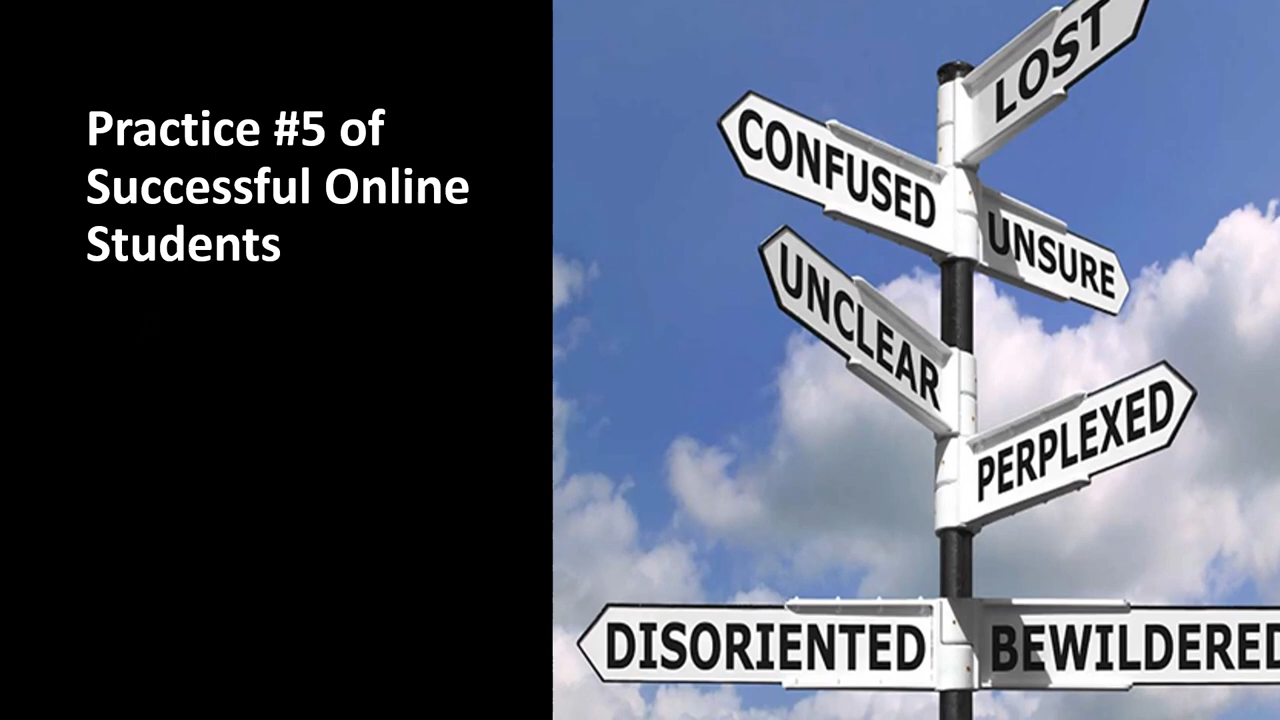 Practice #5 of
Successful Online
Students
LOST
CONFUSED
UNSURE
UNCLEAR
PERPLEXED
DISORIENTED
BEWILDERED